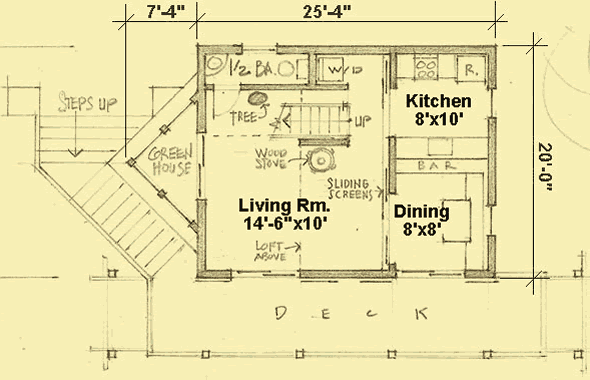 7'-4"
25'-4"
1/2 BA.
W/D
R.
STEPS UP
TREE
UP
Kitchen
8'x10'
GREEN
HOUSE
WOOD
STOVE
BAR
20'-0"
SLIDING
SCREENS
Living Rm.
14'-6"x10'
Dining
8'x8'
LOFT
ABOVE
DECK